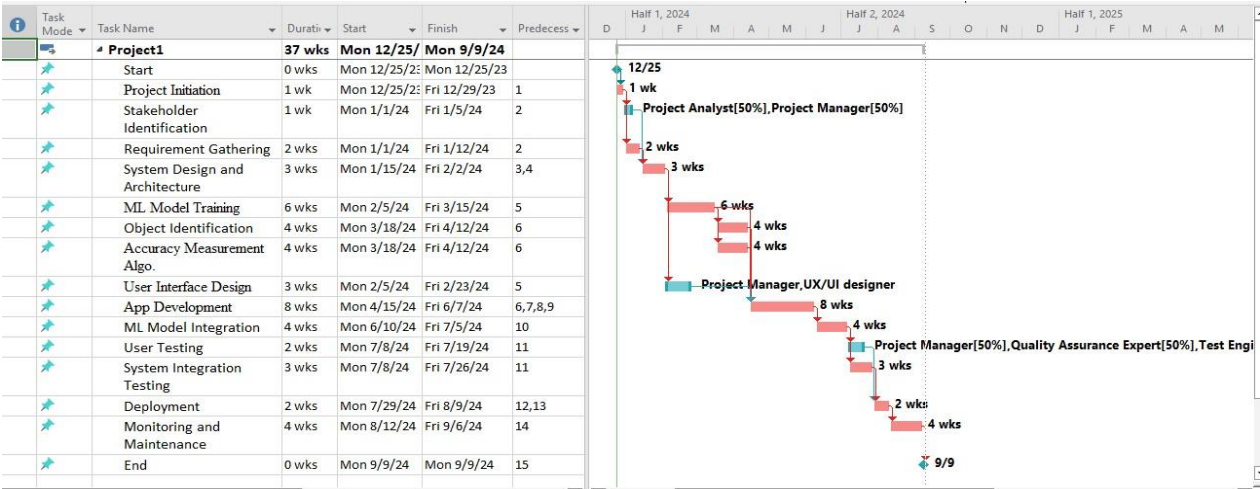 Half 1, 2024 Half 2, 2024 Half 1, 2025
Task Mode Task Name Durati Start Finish Predecess D J F M A M J J A S O N D J F M A M
Project1 37 wks Mon 12/25/ Mon 9/9/24
Start 0 wks Mon 12/25/23 Mon 12/25/23 12/25
Project Initiation 1 wk Mon 12/25/23 Fri 12/29/23 1 1 wk
Stakeholder Identification 1 wk Mon 1/1/24 Fri 1/5/24 2 Project Analyst[50%],Project Manager[50%]
Requirement Gathering 2 wks Mon 1/1/24 Fri 1/12/24 2 2 wks
System Design and Architecture 3 wks Mon 1/15/24 Fri 2/2/24 3,4 3 wks
ML Model Training 6 wks Mon 2/5/24 Fri 3/15/24 5 6 wks
Object Identification 4 wks Mon 3/18/24 Fri 4/12/24 6 4 wks
Accuracy Measurement Algo. 4 wks Mon 3/18/24 Fri 4/12/24 6 4 wks
User Interface Design 3 wks Mon 2/5/24 Fri 2/23/24 5 Project Manager,UX/UI designer
App Development 8 wks Mon 4/15/24 Fri 6/7/24 6,7,8,9 8 wks
ML Model Integration 4 wks Mon 6/10/24 Fri 7/5/24 10 4 wks
User Testing 2 wks Mon 7/8/24 Fri 7/19/24 11 Project Manager[50%],Quality Assurance Expert[50%],Test Engi
System Integration Testing 3 wks Mon 7/8/24 Fri 7/26/24 11 3 wks
Deployment 2 wks Mon 7/29/24 Fri 8/9/24 12,13 2 wks
Monitoring and Maintenance 4 wks Mon 8/12/24 Fri 9/6/24 14 4 wks
End 0 wks Mon 9/9/24 Mon 9/9/24 15 9/9